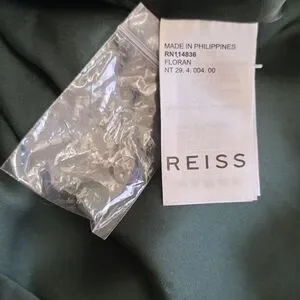 MADE IN PHILIPPINES
RN114836
FLORAN
NT 29. 4. 004. 00
REISS